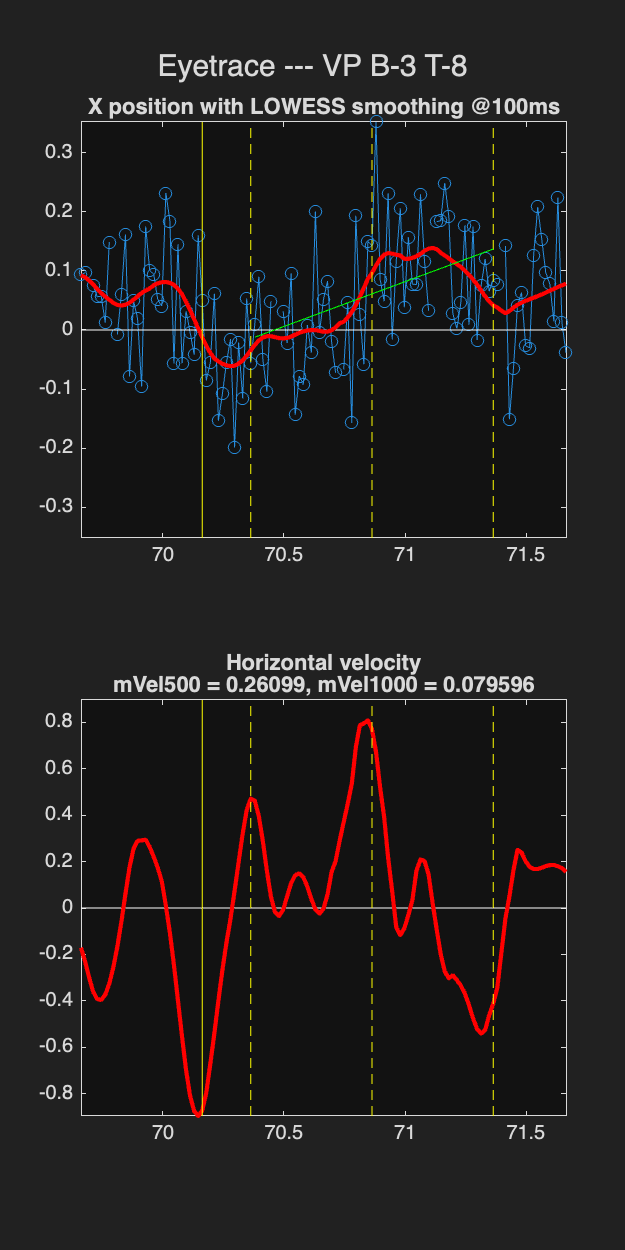 Eyetrace --- VP B-3 T-8
X position with LOWESS smoothing @100ms
0.3
0.2
0.1
0
-0.1
-0.2
-0.3
70 70.5 71 71.5
Horizontal velocity
mVel500 = 0.26099, mVel1000 = 0.079596
0.8
0.6
0.4
0.2
0
-0.2
-0.4
-0.6
-0.8
70 70.5 71 71.5